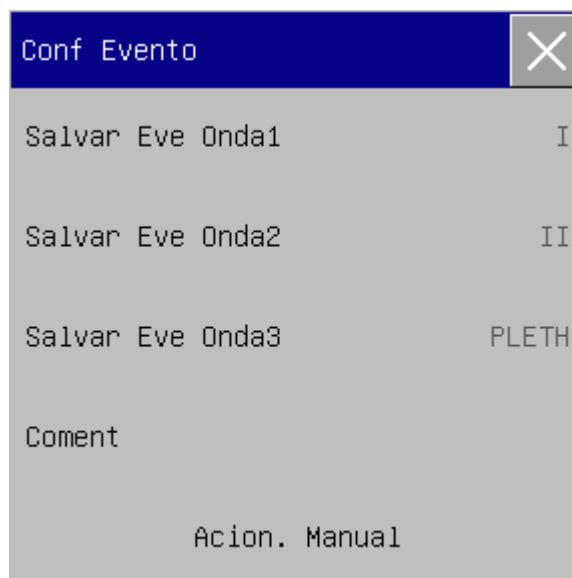 Conf Evento
Salvar Eve Onda1 I
Salvar Eve Onda2 II
Salvar Eve Onda3 PLETH
Coment
Acion. Manual